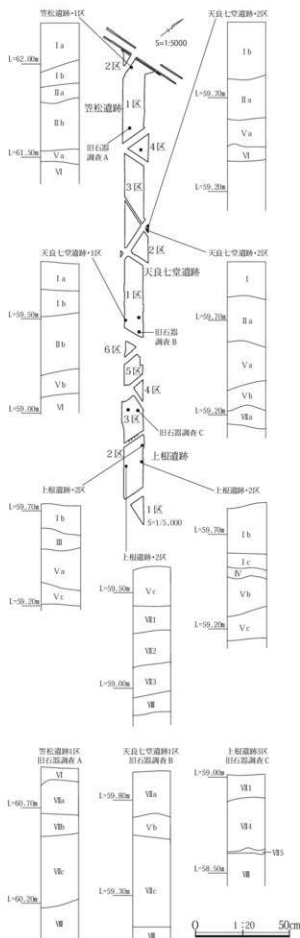 笠松遺跡・1区
L=62.00m
Ⅰa
Ⅰb
Ⅱa
Ⅱb
L=61.50m
Ⅴa
Ⅵ
S=1:5000
2区
1区
笠松遺跡
旧石器
調査A
4区
3区
2区
天良七堂遺跡
1区
旧石器
調査B
6区
5区
4区
3区
旧石器
調査C
2区
上根遺跡
1区
S=1/5,000
天良七堂遺跡・2区
Ⅰa
L=59.70m
Ⅱa
Ⅴa
Ⅵ
L=59.20m
天良七堂遺跡・1区
Ⅰa
L=59.50m
Ⅰb
Ⅱb
Ⅴb
L=59.00m
Ⅵ
天良七堂遺跡・2区
Ⅰ
L=59.70m
Ⅱa
Ⅴa
Ⅴb
L=59.20m
Ⅶa
上根遺跡・2区
L=59.70m
Ⅰb
Ⅲ
Ⅴa
L=59.20m
Ⅴc
上根遺跡・2区
L=59.50m
Ⅴc
Ⅶ1
Ⅶ2
L=59.00m
Ⅶ3
Ⅷ
上根遺跡・2区
L=59.70m
Ⅰb
Ⅰc
Ⅳ
Ⅴb
L=59.20m
Ⅴc
笠松遺跡1区
旧石器調査 A
Ⅵ
L=60.70m
Ⅶa
Ⅶb
Ⅶc
L=60.20m
Ⅷ
天良七堂遺跡1区
旧石器調査 B
L=59.80m
Ⅶa
Ⅴb
L=59.30m
Ⅶc
Ⅷ
上根遺跡3区
旧石器調査 C
L=59.00m
Ⅶ1
Ⅶ4
Ⅶ5
L=58.50m
Ⅷ
0
1:20
50cm